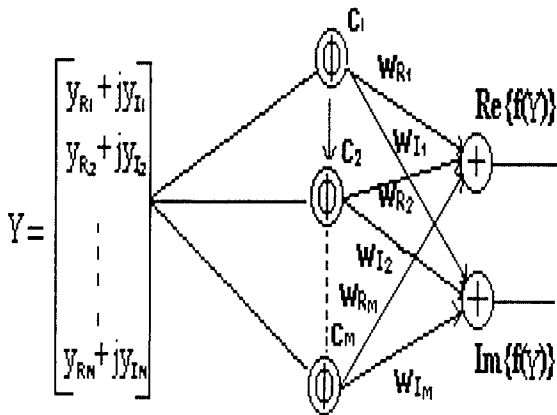 C1
WR1
yR1 + jyI1
Re{f(Y)}
yR2 + jyI2
C2
WI1
WR2
Y =
WI2
WRM
CM
yRN + jyIN
WIM
Im{f(Y)}